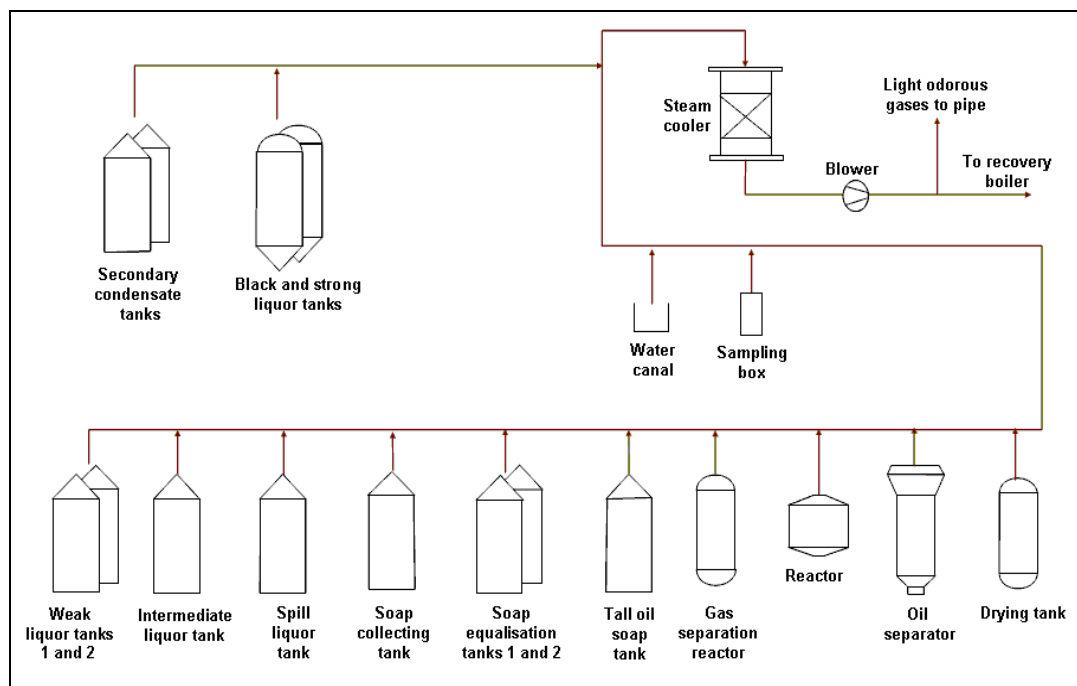 Steam
cooler
Light odorous
gases to pipe
Blower
To recovery
boiler
Secondary
condensate
tanks
Black and strong
liquor tanks
Water
canal
Sampling
box
Weak
liquor tanks
1 and 2
Intermediate
liquor tank
Spill
liquor
tank
Soap
collecting
tank
Soap
equalisation
tanks 1 and 2
Tall oil
soap
tank
Gas
separation
reactor
Reactor
Oil
separator
Drying tank